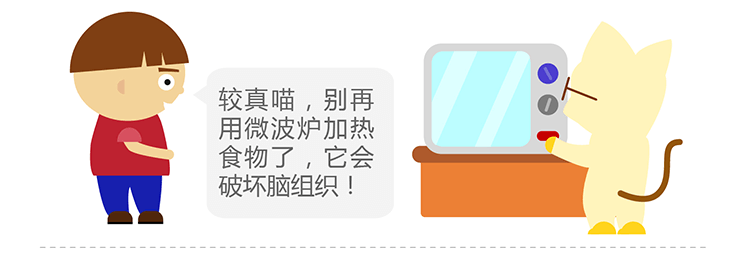 较真喵，别再
用微波炉加热
食物了，它会
破坏脑组织！